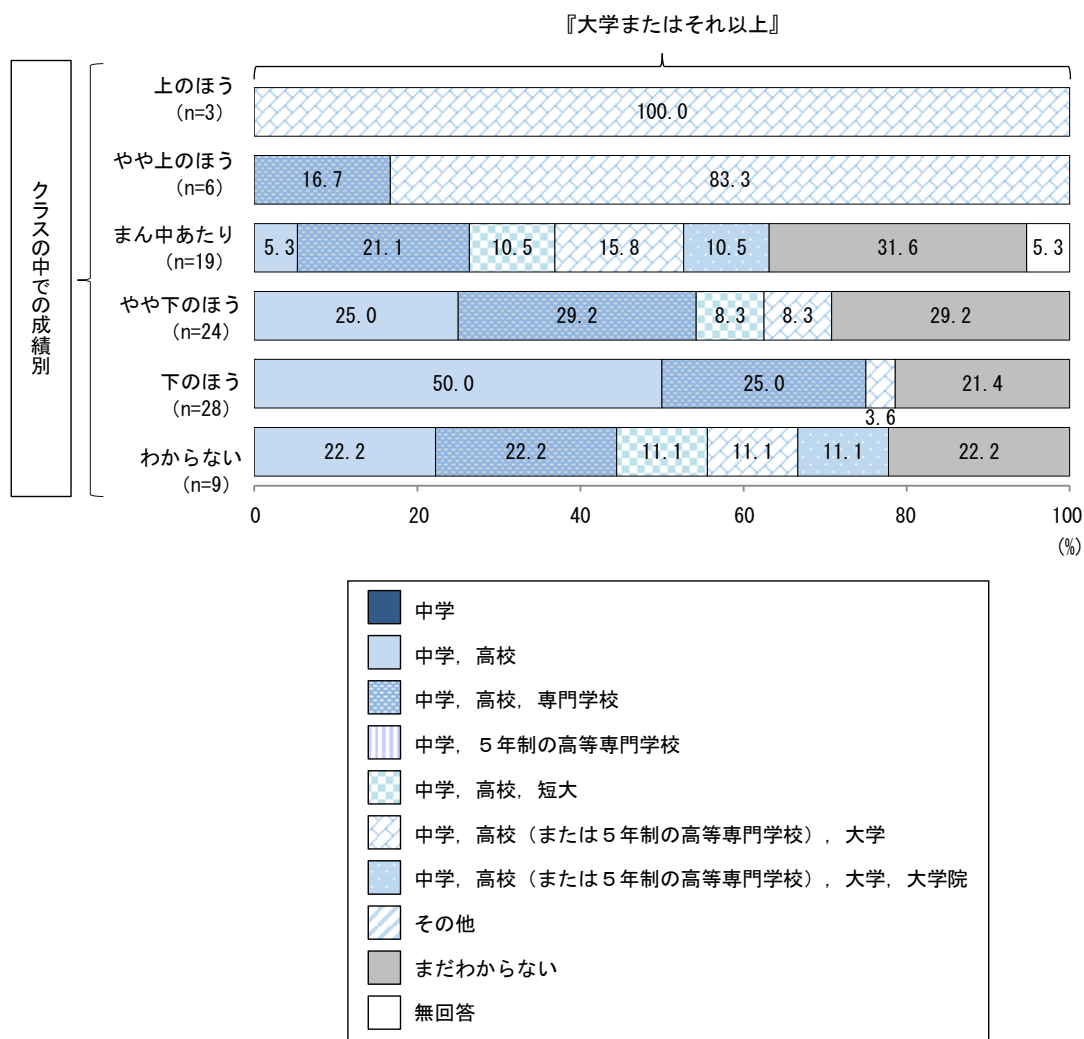 『大学またはそれ以上』
クラスの中での成績別
上のほう
(n=3)
100.0
やや上のほう
(n=6)
16.7 83.3
まん中あたり
(n=19)
5.3 21.1 10.5 15.8 10.5 31.6 5.3
やや下のほう
(n=24)
25.0 29.2 8.3 8.3 29.2
下のほう
(n=28)
50.0 25.0 3.6 21.4
わからない
(n=9)
22.2 22.2 11.1 11.1 11.1 22.2
0 20 40 60 80 100
(%)
中学
中学，高校
中学，高校，専門学校
中学，５年制の高等専門学校
中学，高校，短大
中学，高校（または５年制の高等専門学校），大学
中学，高校（または５年制の高等専門学校），大学，大学院
その他
まだわからない
無回答